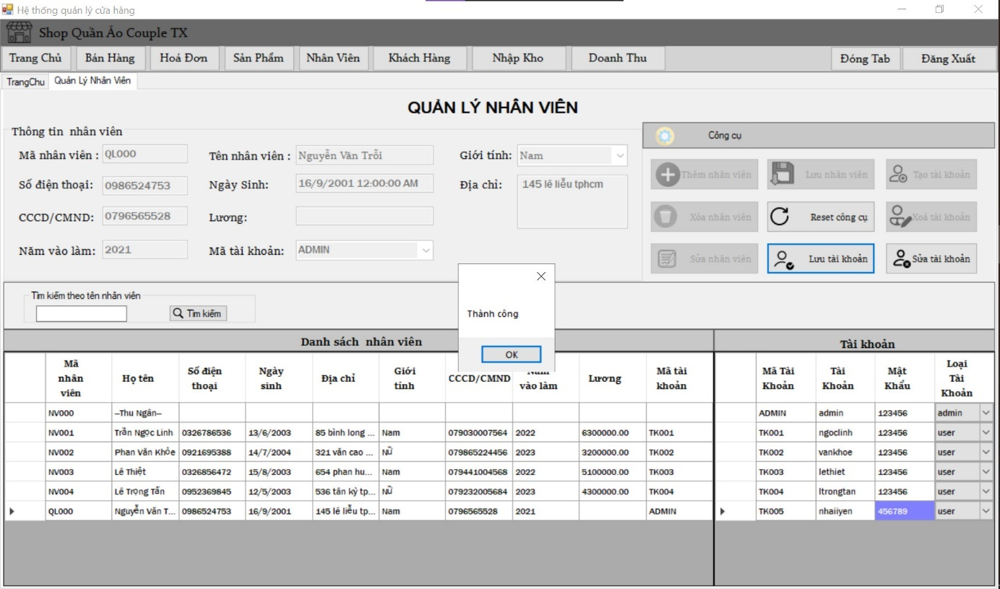 Hệ thống quản lý cửa hàng
Shop Quần Áo Couple TX
Trang Chủ Bán Hàng Hoá Đơn Sản Phẩm Nhân Viên Khách Hàng Nhập Kho Doanh Thu Đóng Tab Đăng Xuất
TrangChu Quản Lý Nhân Viên
QUẢN LÝ NHÂN VIÊN
Thông tin nhân viên
Mã nhân viên : QL000 Tên nhân viên : Nguyễn Văn Trỗi Giới tính: Nam
Số điện thoại: 0986524753 Ngày Sinh: 16/9/2001 12:00:00 AM Địa chỉ: 145 lê liễu tphcm
CCCD/CMND: 0796565528 Lương:
Năm vào làm: 2021 Mã tài khoản: ADMIN
Công cụ
Thêm nhân viên Lưu nhân viên Tạo tài khoản
Xóa nhân viên Reset công cụ Xoá tài khoản
Sửa nhân viên Lưu tài khoản Sửa tài khoản
Tìm kiếm theo tên nhân viên
Tìm kiếm
Thành công
OK
Danh sách nhân viên
Mã nhân viên Họ tên Số điện thoại Ngày sinh Địa chỉ Giới tính CCCD/CMND Năm vào làm Lương Mã tài khoản
NV000 –Thu Ngân–
NV001 Trần Ngọc Linh 0326786536 13/6/2003 85 bình long ... Nam 079030007564 2022 6300000.00 TK001
NV002 Phan Văn Khỏe 0921695388 14/7/2004 321 văn cao ... Nữ 079865224456 2023 3200000.00 TK002
NV003 Lê Thiệt 0326856472 15/8/2003 654 phan hu... Nam 079441004568 2022 5100000.00 TK003
NV004 Lê Trọng Tấn 0952369845 12/5/2003 536 tân kỷ tp... Nữ 079232005684 2023 4300000.00 TK004
QL000 Nguyễn Văn T... 0986524753 16/9/2001 145 lê liễu tp... Nam 0796565528 2021 ADMIN
Tài khoản
Mã Tài Khoản Tài Khoản Mật Khẩu Loại Tài Khoản
ADMIN admin 123456 admin
TK001 ngoclinh 123456 user
TK002 vankhoe 123456 user
TK003 lethiet 123456 user
TK004 ltrongtan 123456 user
TK005 nhaiiyen 456789 user